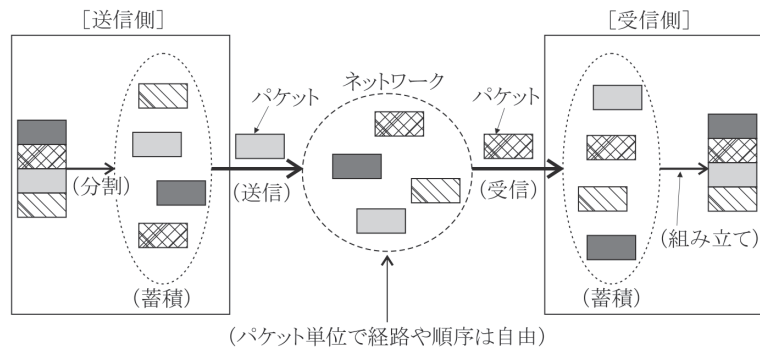 ［送信側］
［受信側］
ネットワーク
パケット
パケット
（分割）
（送信）
（受信）
（組み立て）
（蓄積）
（蓄積）
（パケット単位で経路や順序は自由）